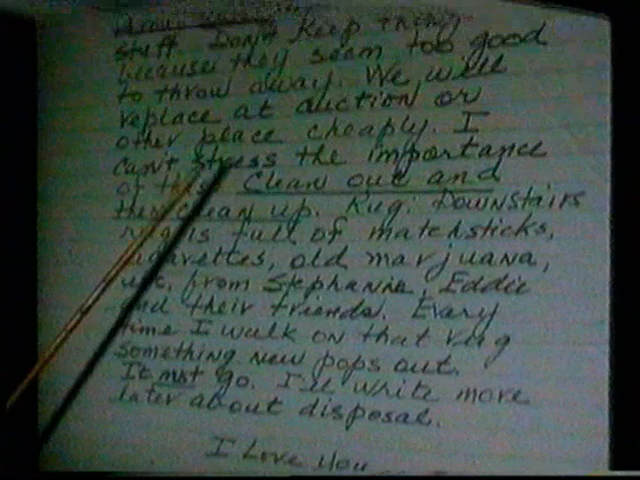 stuff. Don't keep things
because they seem too good
to throw away. We will
replace at auction or
other place cheaply. I
can't stress the importance
of this Clean out and
then clean up. Rug: Downstairs
rug is full of matchsticks,
cigarettes, old marjuana,
etc. from Stephanne, Eddie
and their friends. Every
time I walk on that rug
something new pops out.
It must go. I'll write more
later about disposal.
I Love You